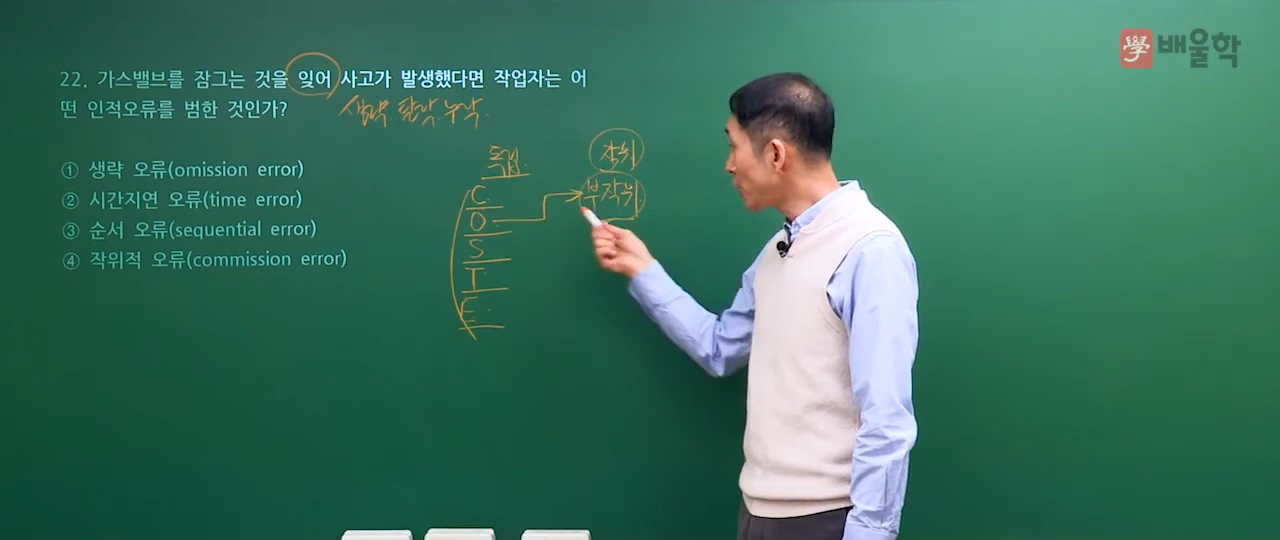 學 배울학
22. 가스밸브를 잠그는 것을 잊어 사고가 발생했다면 작업자는 어
떤 인적오류를 범한 것인가?
생략. 탈락. 누락.
① 생략 오류(omission error)
② 시간지연 오류(time error)
③ 순서 오류(sequential error)
④ 작위적 오류(commission error)
독립.
C.
O.
S
T.
E.
작위
부작위.